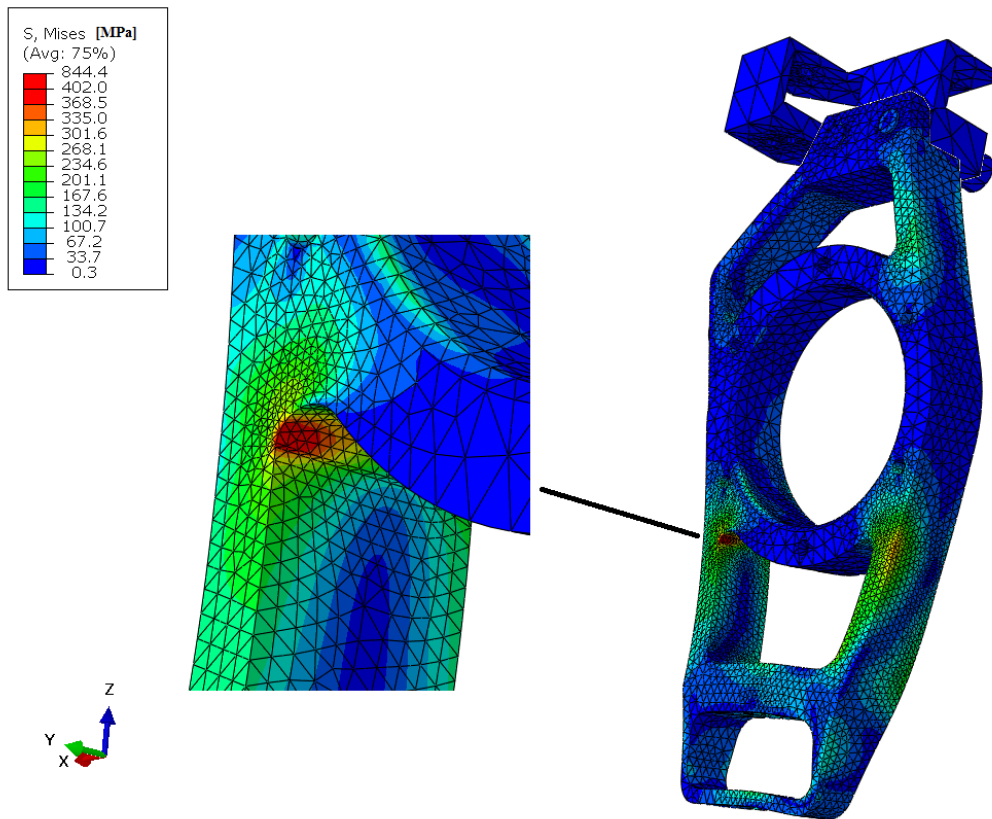 S, Mises [MPa]
(Avg: 75%)
844.4
402.0
368.5
335.0
301.6
268.1
234.6
201.1
167.6
134.2
100.7
67.2
33.7
0.3
Z
Y
X